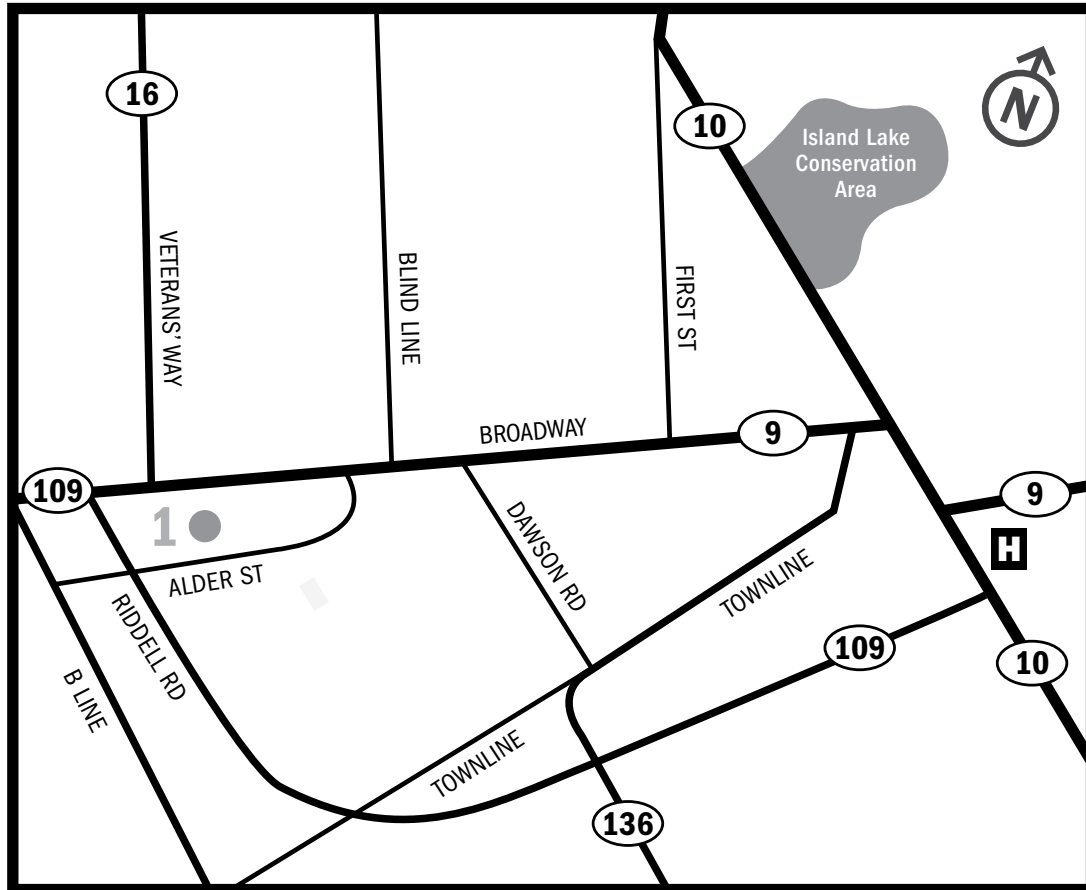 16
10
Island Lake
Conservation
Area
N
VETERANS' WAY
BLIND LINE
FIRST ST
BROADWAY
9
109
9
1
DAWSON RD
H
ALDER ST
TOWNLINE
RIDDELL RD
109
10
B LINE
TOWNLINE
136